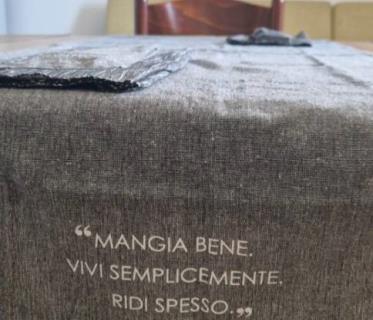 “MANGIA BENE.
VIVI SEMPLICEMENTE.
RIDI SPESSO.„